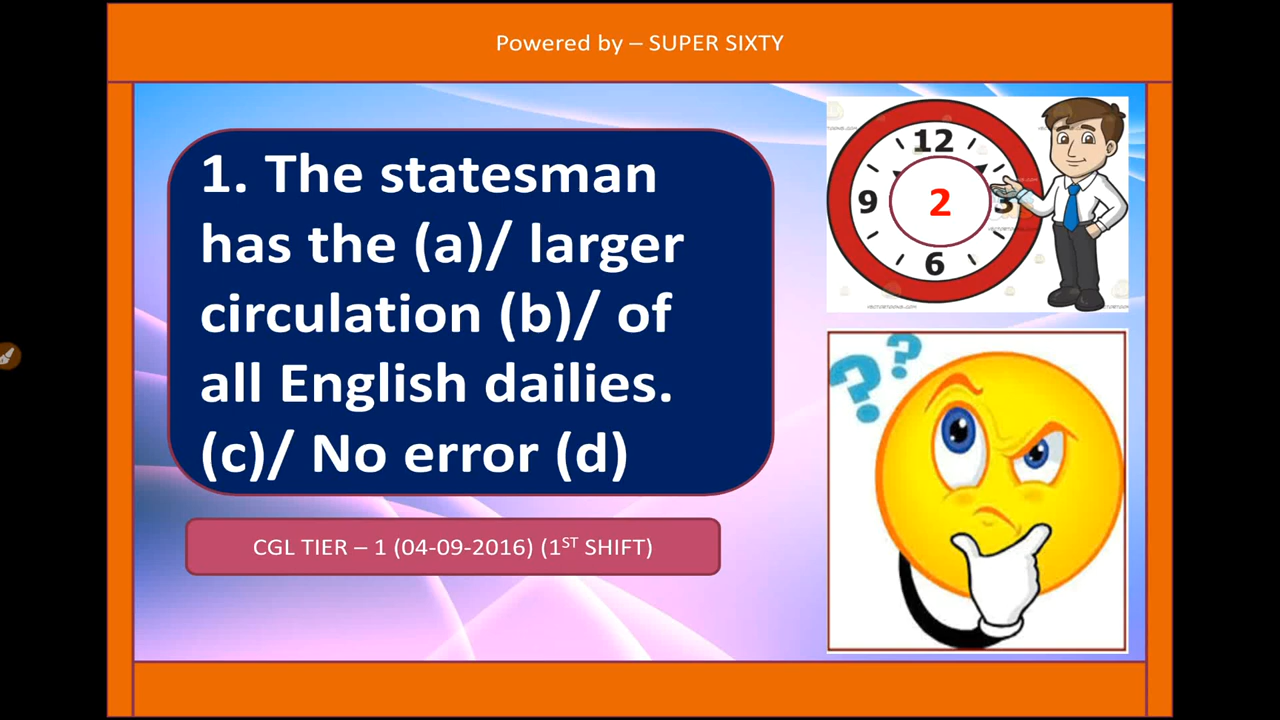 Powered by – SUPER SIXTY
1. The statesman
has the (a)/ larger
circulation (b)/ of
all English dailies.
(c)/ No error (d)
CGL TIER – 1 (04-09-2016) (1ST SHIFT)
12
9
2
3
6
??